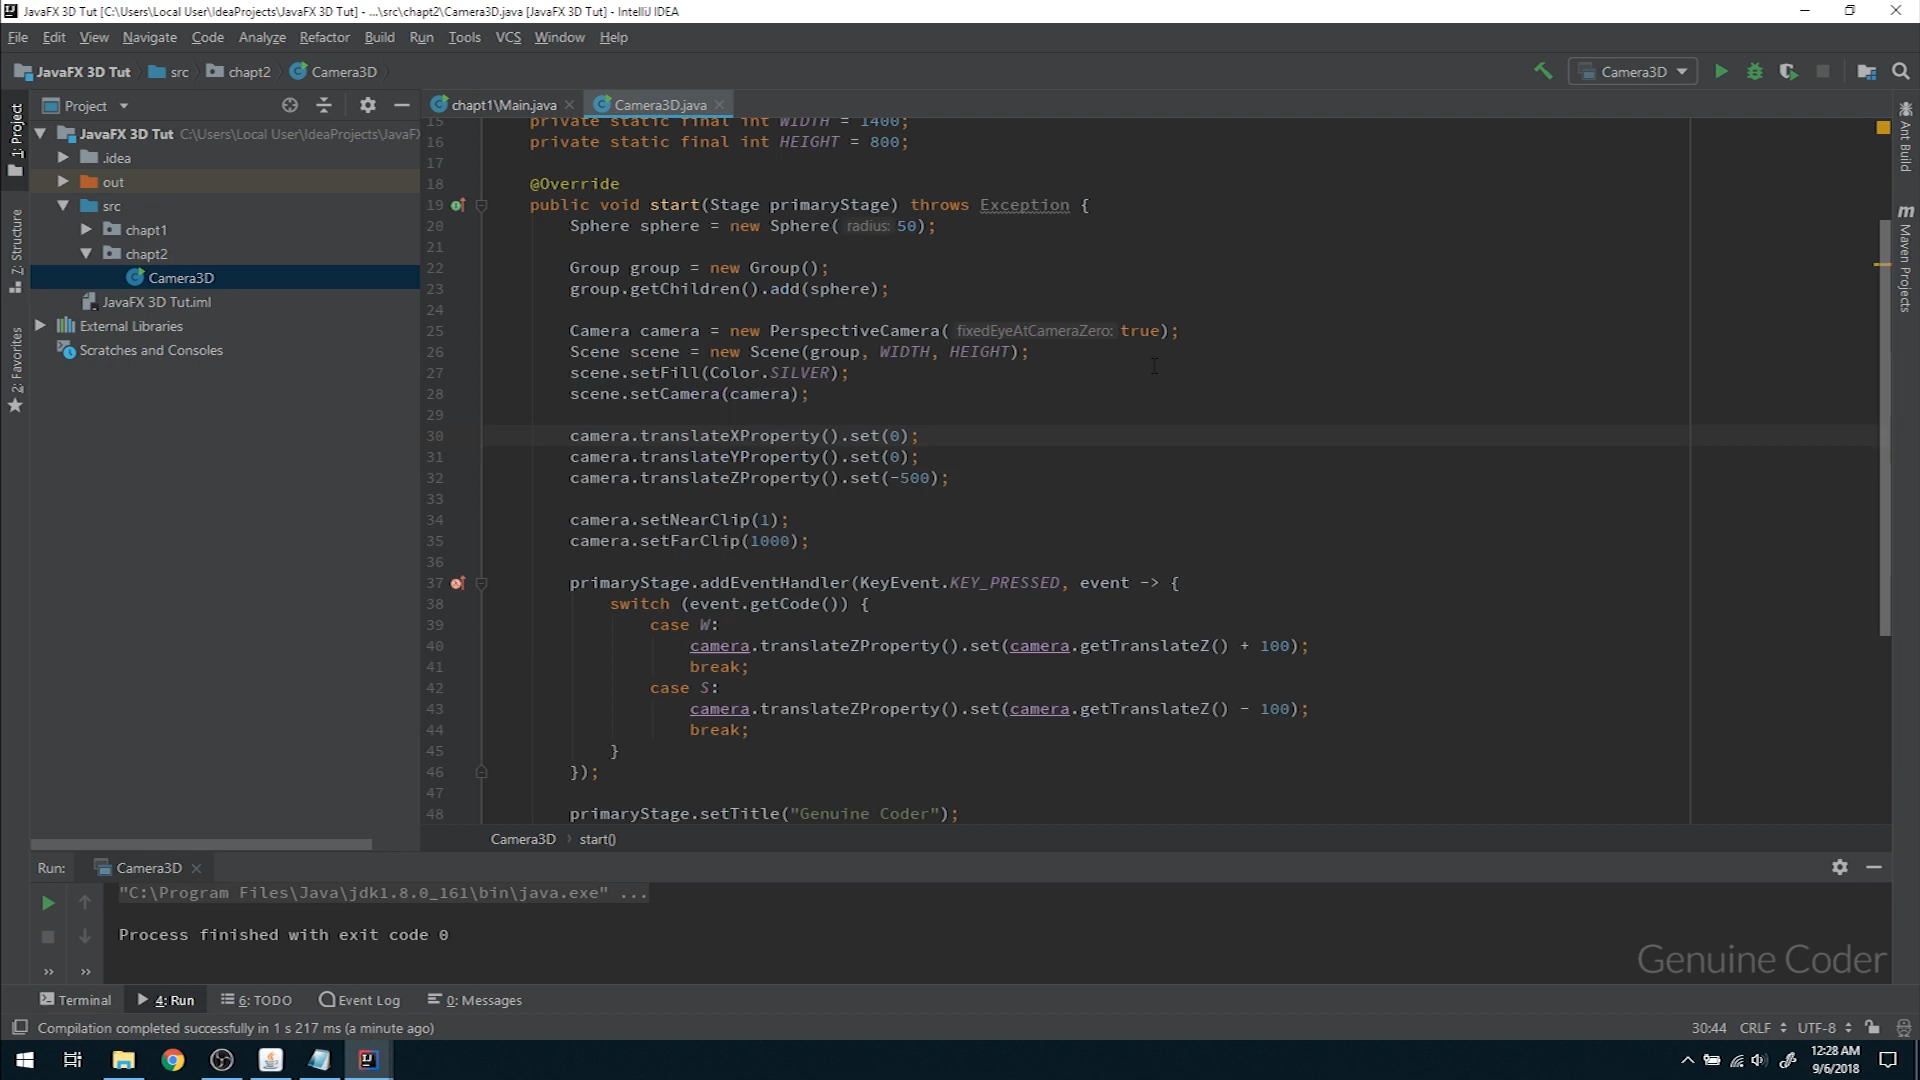 JavaFX 3D Tut [C:\Users\Local User\IdeaProjects\JavaFX 3D Tut] - ...\src\chapt2\Camera3D.java [JavaFX 3D Tut] - IntelliJ IDEA
File Edit View Navigate Code Analyze Refactor Build Run Tools VCS Window Help
JavaFX 3D Tut src chapt2 Camera3D Camera3D
Project chapt1\Main.java Camera3D.java
1: Project
Z: Structure
2: Favorites
JavaFX 3D Tut C:\Users\Local User\IdeaProjects\JavaFX
.idea
out
src
chapt1
chapt2
Camera3D
JavaFX 3D Tut.iml
External Libraries
Scratches and Consoles
15 private static final int WIDTH = 1400;
16 private static final int HEIGHT = 800;
17
18 @Override
19 public void start(Stage primaryStage) throws Exception {
20 Sphere sphere = new Sphere( radius: 50);
21
22 Group group = new Group();
23 group.getChildren().add(sphere);
24
25 Camera camera = new PerspectiveCamera( fixedEyeAtCameraZero: true);
26 Scene scene = new Scene(group, WIDTH, HEIGHT);
27 scene.setFill(Color.SILVER);
28 scene.setCamera(camera);
29
30 camera.translateXProperty().set(0);
31 camera.translateYProperty().set(0);
32 camera.translateZProperty().set(-500);
33
34 camera.setNearClip(1);
35 camera.setFarClip(1000);
36
37 primaryStage.addEventHandler(KeyEvent.KEY_PRESSED, event -> {
38 switch (event.getCode()) {
39 case W:
40 camera.translateZProperty().set(camera.getTranslateZ() + 100);
41 break;
42 case S:
43 camera.translateZProperty().set(camera.getTranslateZ() - 100);
44 break;
45 }
46 });
47
48 primaryStage.setTitle("Genuine Coder");
Camera3D start()
Ant Build
m Maven Projects
Run: Camera3D
"C:\Program Files\Java\jdk1.8.0_161\bin\java.exe" ...
Process finished with exit code 0
Genuine Coder
Terminal 4: Run 6: TODO Event Log 0: Messages
Compilation completed successfully in 1 s 217 ms (a minute ago) 30:44 CRLF UTF-8
12:28 AM
9/6/2018